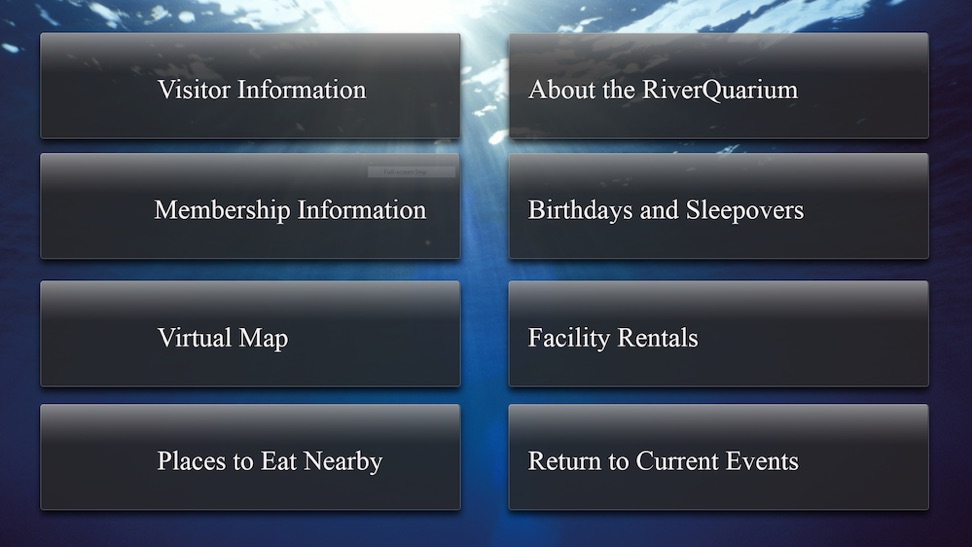 Visitor Information
About the RiverQuarium
Membership Information
Birthdays and Sleepovers
Virtual Map
Facility Rentals
Places to Eat Nearby
Return to Current Events